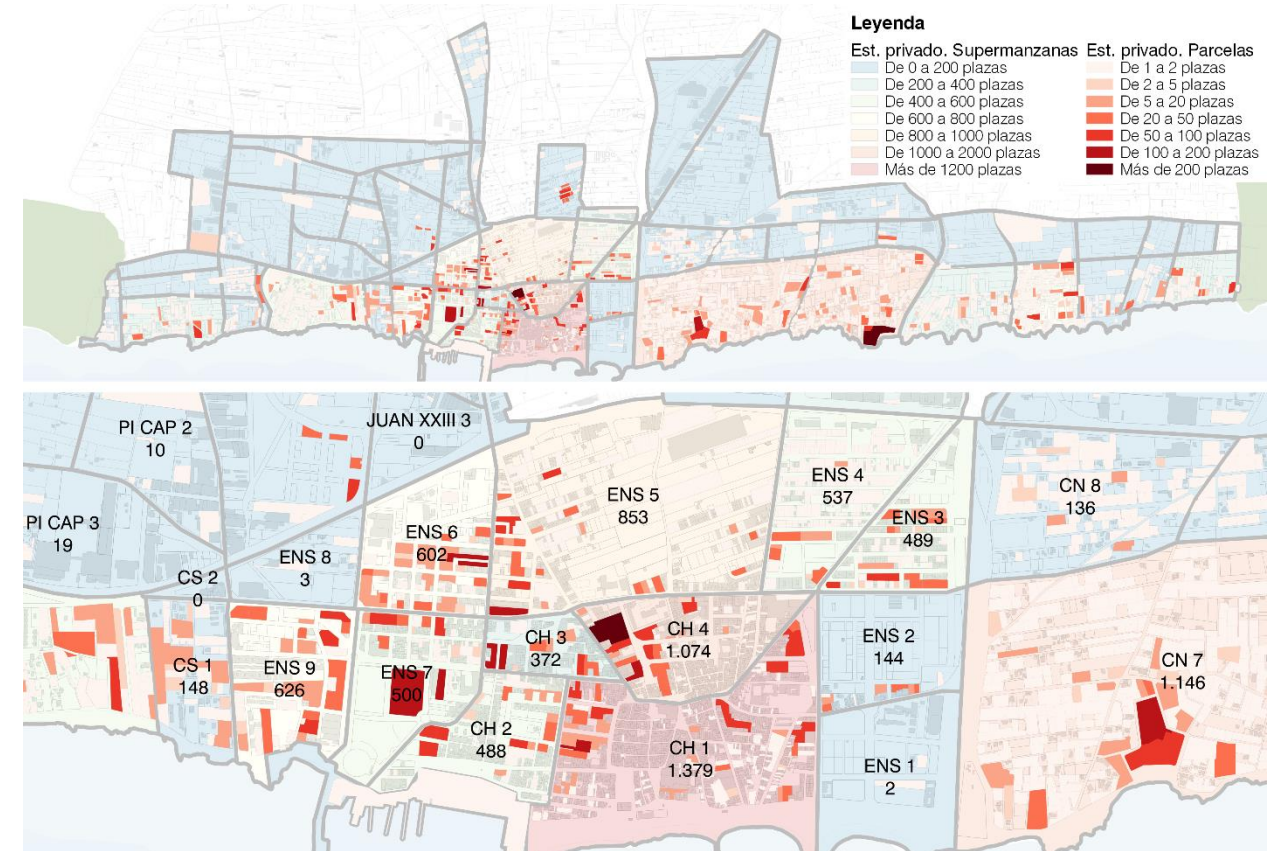 Leyenda
Est. privado. Supermanzanas
De 0 a 200 plazas
De 200 a 400 plazas
De 400 a 600 plazas
De 600 a 800 plazas
De 800 a 1000 plazas
De 1000 a 2000 plazas
Más de 1200 plazas
Est. privado. Parcelas
De 1 a 2 plazas
De 2 a 5 plazas
De 5 a 20 plazas
De 20 a 50 plazas
De 50 a 100 plazas
De 100 a 200 plazas
Más de 200 plazas
PI CAP 2
10
JUAN XXIII 3
0
PI CAP 3
19
CS 2
0
ENS 8
3
ENS 6
602
ENS 5
853
ENS 4
537
ENS 3
489
CN 8
136
CS 1
148
ENS 9
626
ENS 7
500
CH 3
372
CH 4
1.074
ENS 2
144
CN 7
1.146
CH 2
488
CH 1
1.379
ENS 1
2